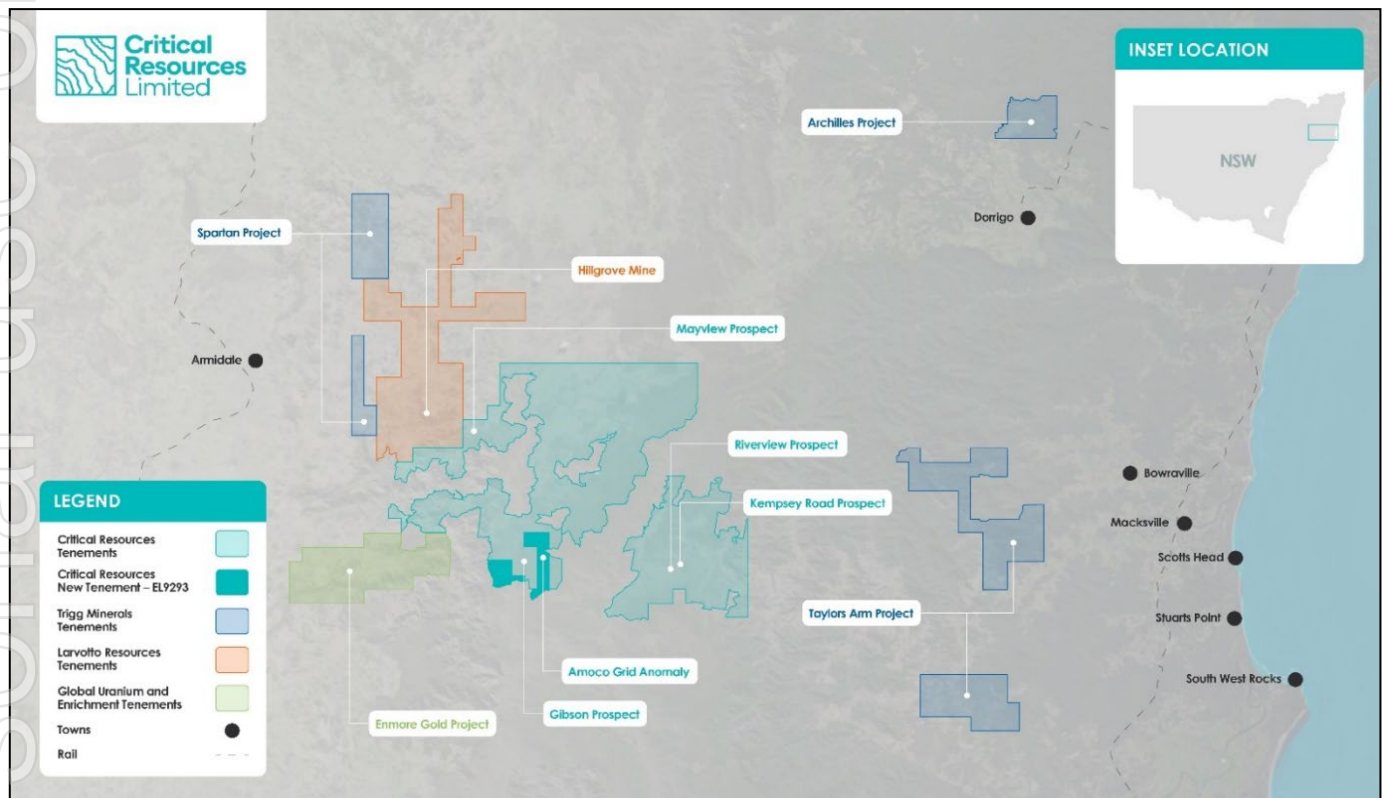 Critical
Resources
Limited
INSET LOCATION
NSW
Archilles Project
Dorrigo
Spartan Project
Hillgrove Mine
Mayview Prospect
Armidale
Riverview Prospect
Kempsey Road Prospect
Bowraville
Macksville
Scotts Head
Stuarts Point
South West Rocks
Taylors Arm Project
Amoco Grid Anomaly
Gibson Prospect
Enmore Gold Project
LEGEND
Critical Resources
Tenements
Critical Resources
New Tenement – EL9293
Trigg Minerals
Tenements
Larvotto Resources
Tenements
Global Uranium and
Enrichment Tenements
Towns
Rail